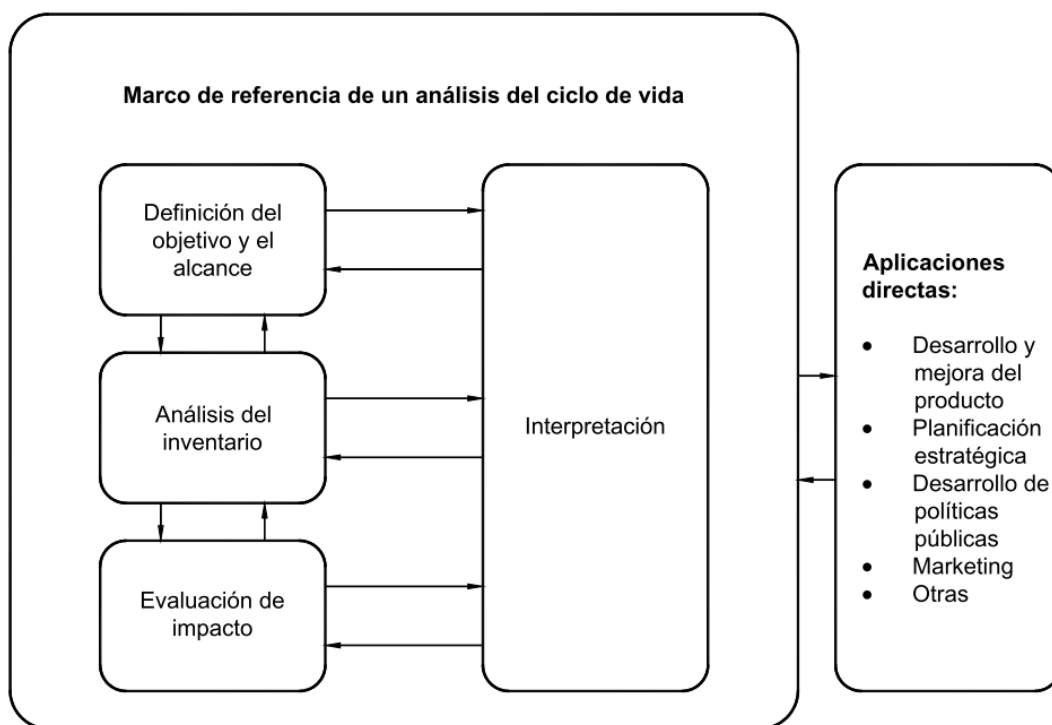 Marco de referencia de un análisis del ciclo de vida
Definición del
objetivo y el
alcance
Análisis del
inventario
Evaluación de
impacto
Interpretación
Aplicaciones
directas:
• Desarrollo y
mejora del
producto
• Planificación
estratégica
• Desarrollo de
políticas
públicas
• Marketing
• Otras